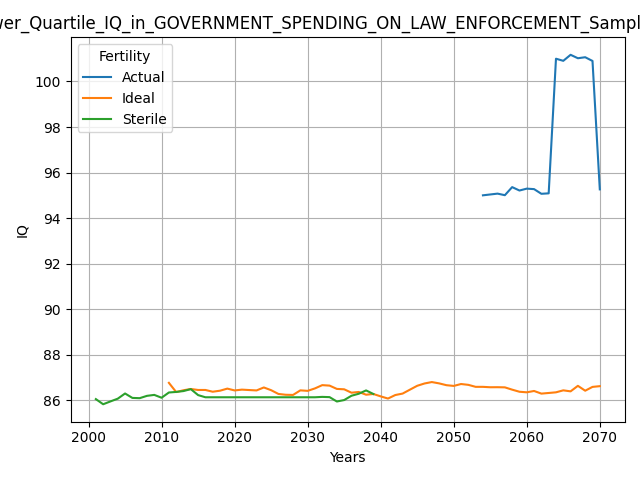 wer_Quartile_IQ_in_GOVERNMENT_SPENDING_ON_LAW_ENFORCEMENT_Sampl
Fertility
Actual
Ideal
Sterile
100
98
96
94
92
90
88
86
IQ
2000 2010 2020 2030 2040 2050 2060 2070
Years